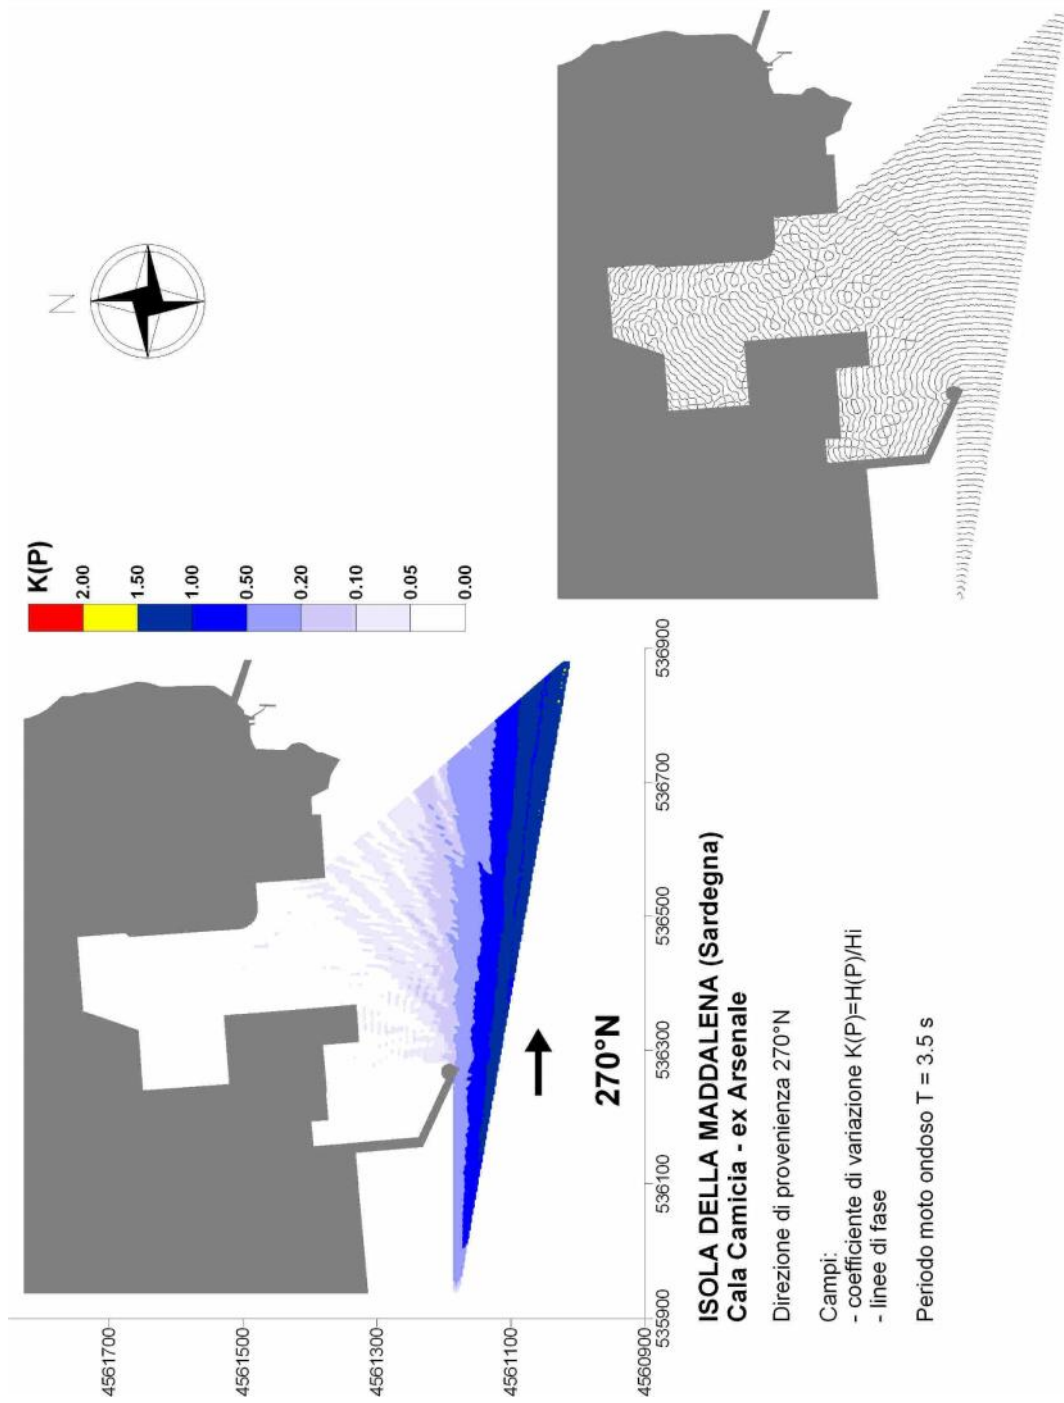 N
K(P)
2.00
1.50
1.00
0.50
0.20
0.10
0.05
0.00
4561700
4561500
4561300
4561100
4560900
535900
536100
536300
536500
536700
536900
270°N
ISOLA DELLA MADDALENA (Sardegna)
Cala Camicia - ex Arsenale
Direzione di provenienza 270°N
Campi:
- coefficiente di variazione K(P)=H(P)/Hi
- linee di fase
Periodo moto ondoso T = 3.5 s